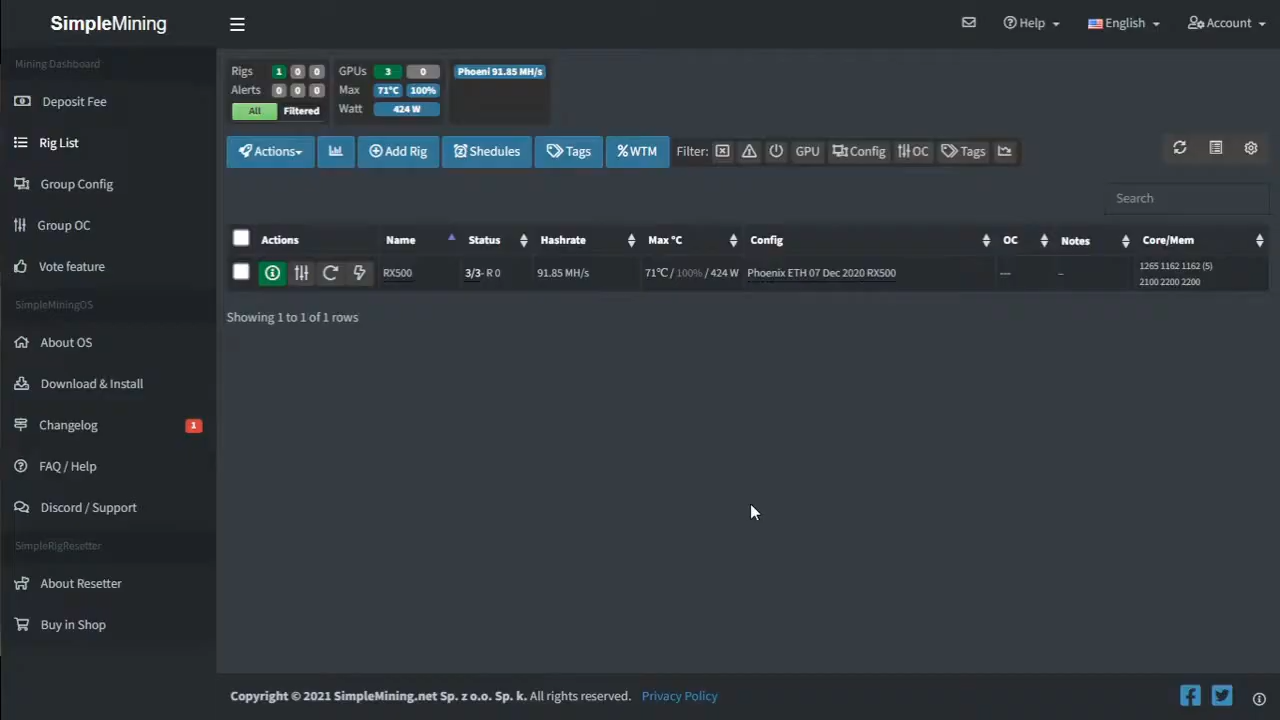 SimpleMining
Help
English
Account
Mining Dashboard
Deposit Fee
Rig List
Group Config
Group OC
Vote feature
SimpleMiningOS
About OS
Download & Install
Changelog 1
FAQ / Help
Discord / Support
SimpleRigResetter
About Resetter
Buy in Shop
Rigs 1 0 0
Alerts 0 0 0
All Filtered
GPUs 3 0
Max 71°C 100%
Watt 424 W
Phoeni 91.85 MH/s
Actions
Add Rig
Shedules
Tags
%WTM
Filter: GPU Config OC Tags
Search
Actions Name Status Hashrate Max °C Config OC Notes Core/Mem
RX500 3/3- R 0 91.85 MH/s 71°C / 100% / 424 W Phoenix ETH 07 Dec 2020 RX500 --- -- 1265 1162 1162 (5)
2100 2200 2200
Showing 1 to 1 of 1 rows
Copyright © 2021 SimpleMining.net Sp. z o.o. Sp. k. All rights reserved. Privacy Policy